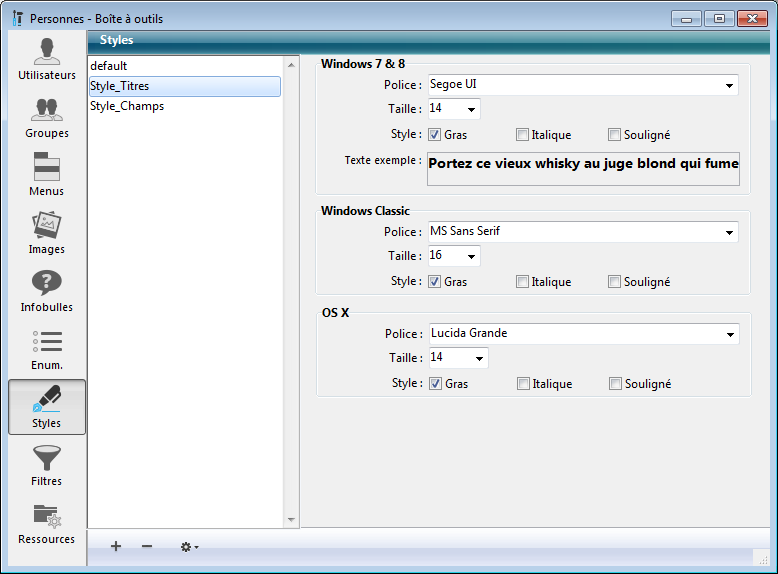 Personnes - Boîte à outils
Utilisateurs
Groupes
Menus
Images
Infobulles
Enum.
Styles
Filtres
Ressources
Styles
default
Style_Titres
Style_Champs
Windows 7 & 8
Police : Segoe UI
Taille : 14
Style : Gras Italique Souligné
Texte exemple : Portez ce vieux whisky au juge blond qui fume
Windows Classic
Police : MS Sans Serif
Taille : 16
Style : Gras Italique Souligné
OS X
Police : Lucida Grande
Taille : 14
Style : Gras Italique Souligné